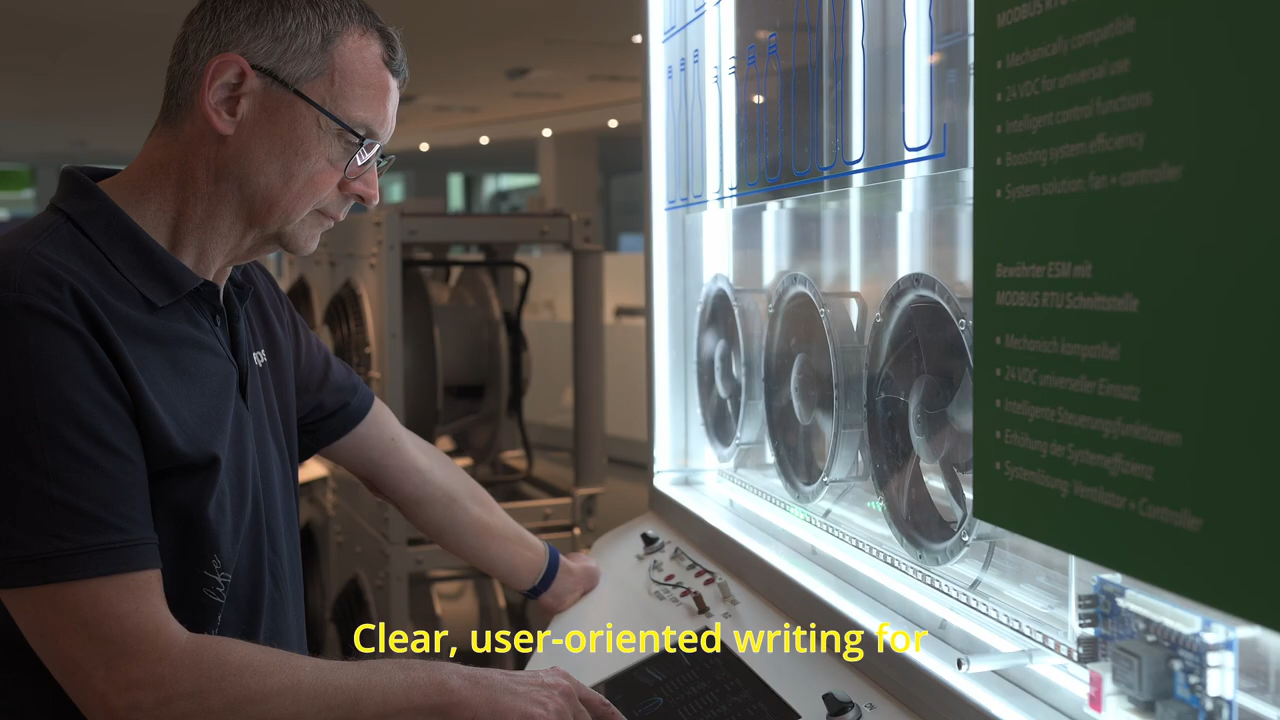 MODBUS RTU
▪ Mechanically compatible
▪ 24 VDC for universal use
▪ Intelligent control functions
▪ Boosting system efficiency
▪ System solution: fan + controller
Bewährter ESM mit
MODBUS RTU Schnittstelle
▪ Mechanisch kompatibel
▪ 24 VDC universeller Einsatz
▪ Intelligente Steuerungsfunktionen
▪ Erhöhung der Systemeffizienz
▪ Systemlösung: Ventilator + Controller
like
Clear, user-oriented writing for